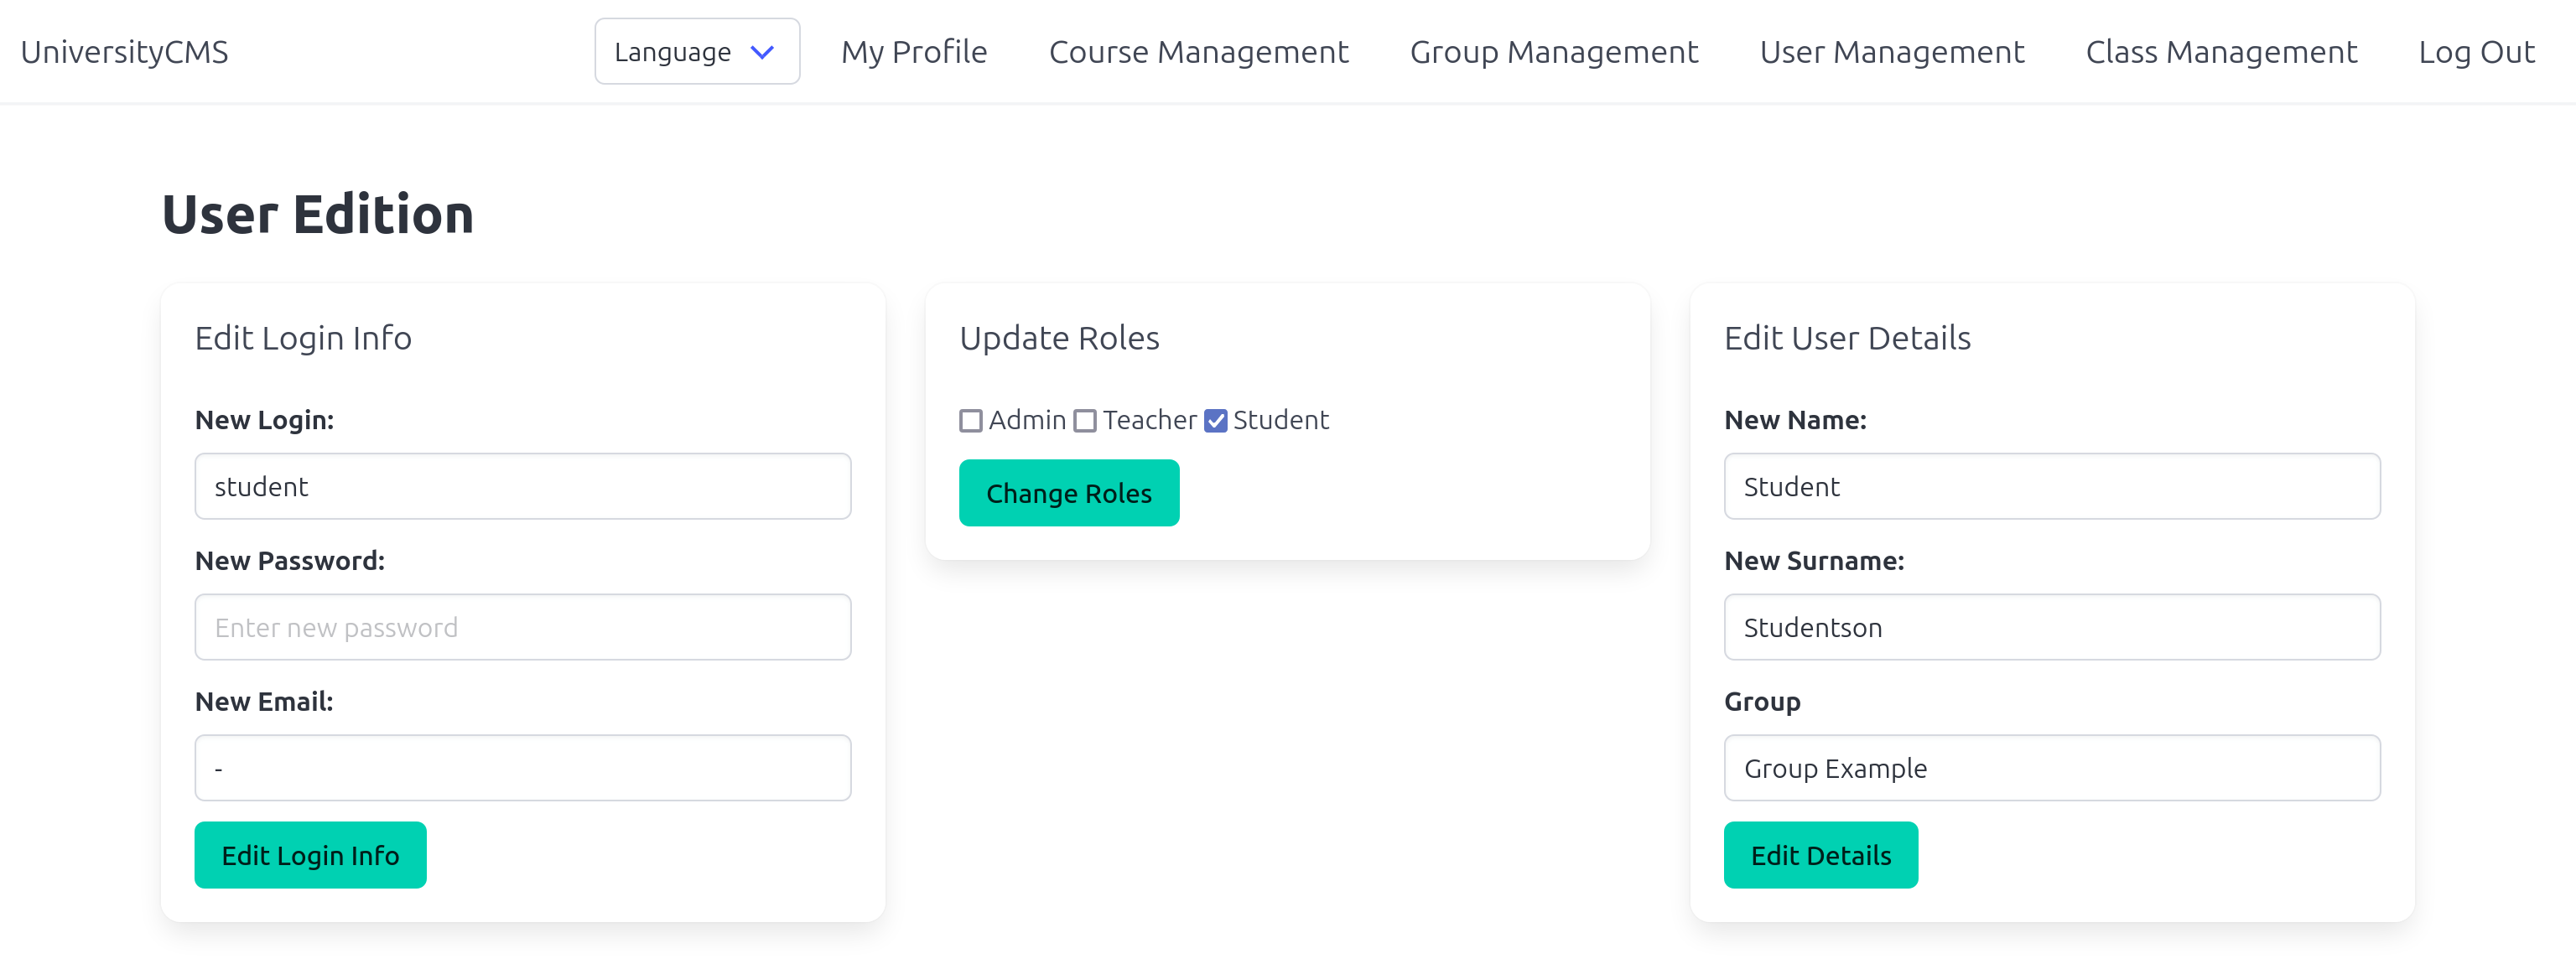 UniversityCMS
Language
My Profile
Course Management
Group Management
User Management
Class Management
Log Out
User Edition
Edit Login Info
New Login:
student
New Password:
Enter new password
New Email:
-
Edit Login Info
Update Roles
Admin Teacher Student
Change Roles
Edit User Details
New Name:
Student
New Surname:
Studentson
Group
Group Example
Edit Details